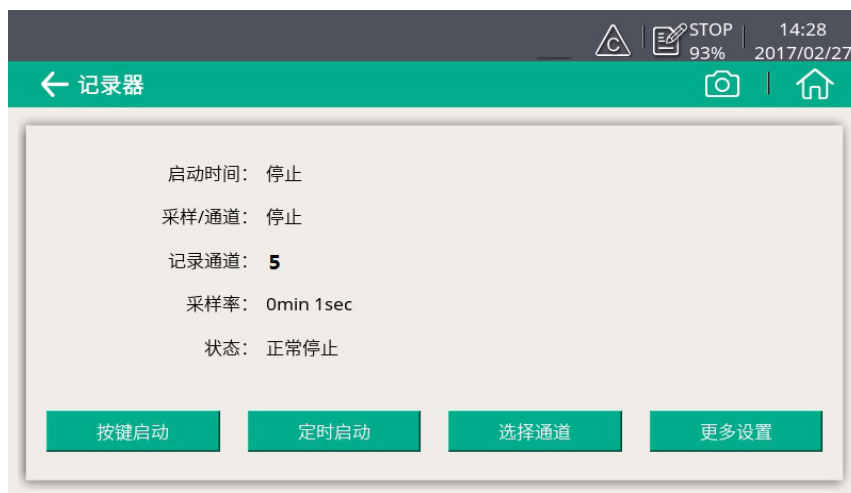 C STOP 14:28
93% 2017/02/27
记录器
启动时间： 停止
采样/通道： 停止
记录通道： 5
采样率： 0min 1sec
状态： 正常停止
按键启动 定时启动 选择通道 更多设置